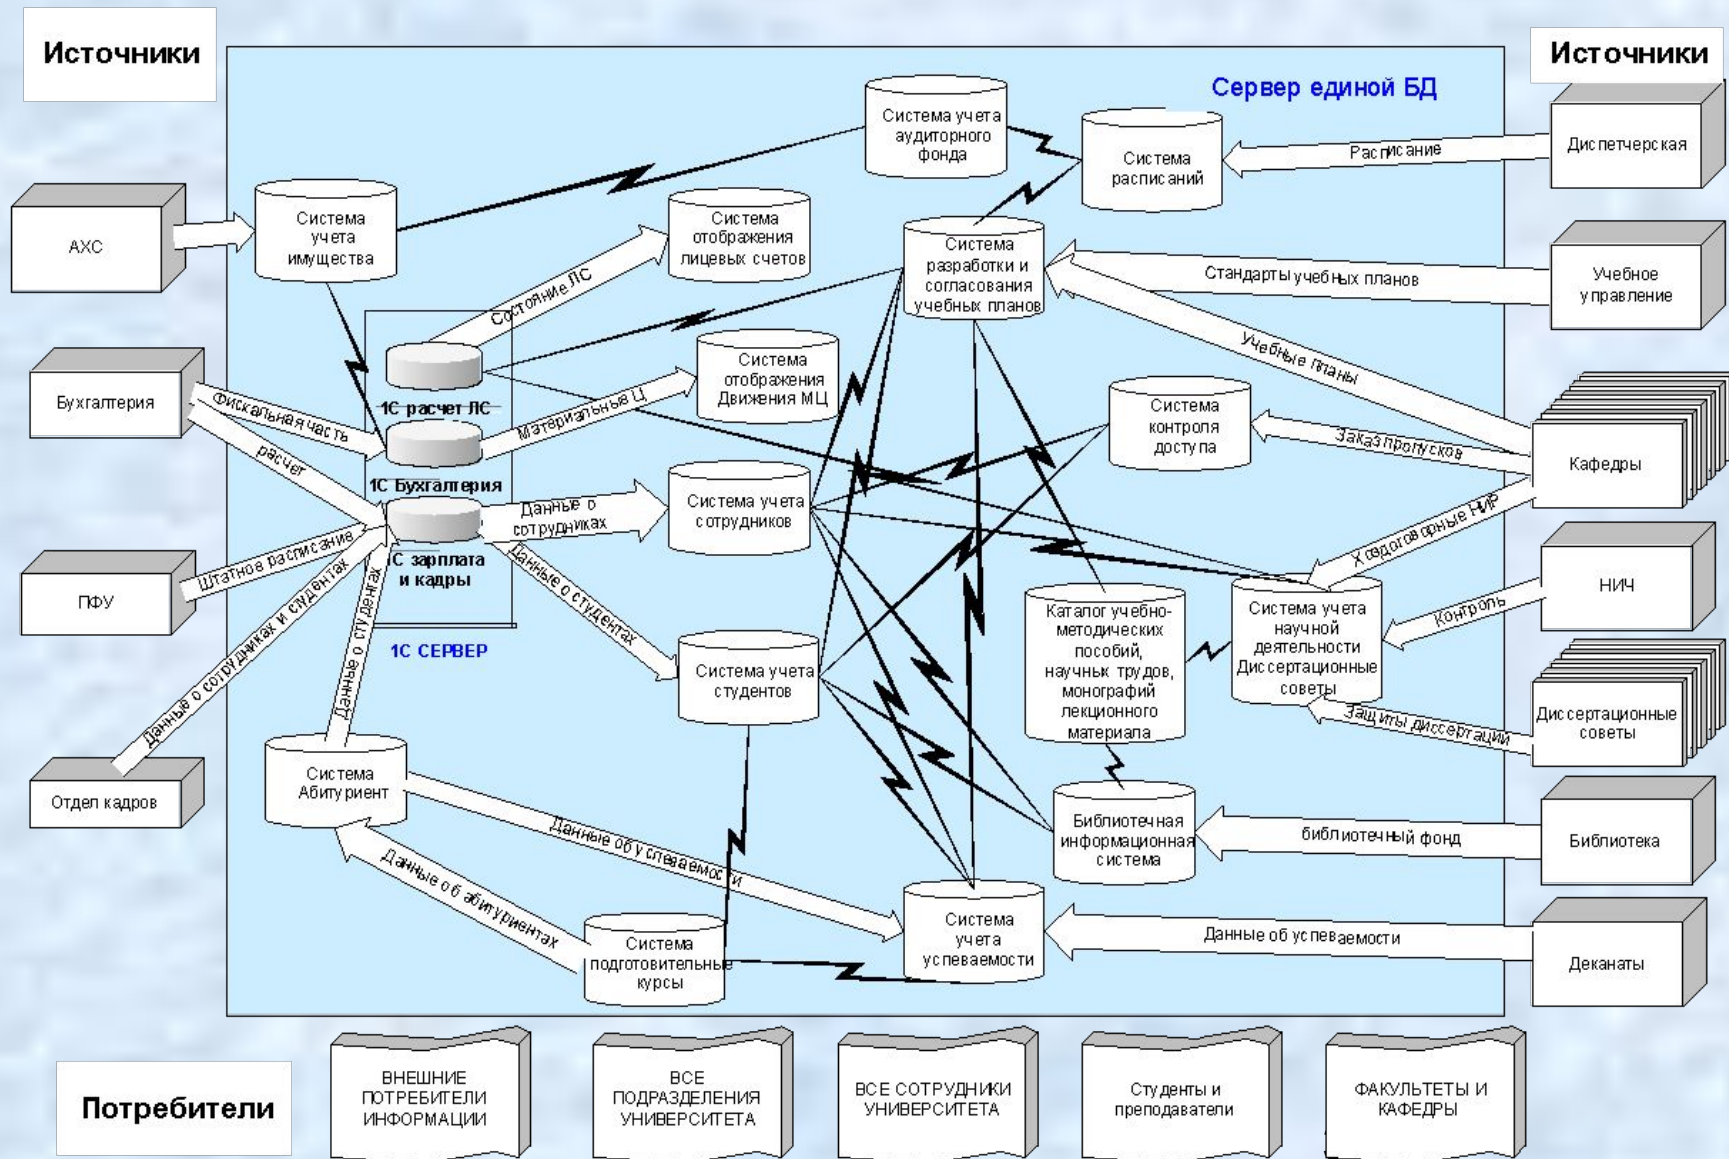 Источники
Источники
Сервер единой БД
Система учета
аудиторного
фонда
Система
расписаний
Расписание
Диспетчерская
АХС
Система
учета
имущества
Система
отображения
лицевых счетов
Состояние ЛС
Система
разработки и
согласования
учебных планов
Стандарты учебных планов
Учебное
управление
Учебные планы
Бухгалтерия
Фискальная часть
расчет
1С расчет ЛС
Материальные Ц
Система
отображения
Движения МЦ
Система
контроля
доступа
Заказ пропусков
Кафедры
1С Бухгалтерия
Данные о
сотрудниках
Система учета
сотрудников
Хоздоговорные НИР
ПФУ
Штатное расписание
1С зарплата
и кадры
Данные о студентах
1С СЕРВЕР
Данные о сотрудниках и студентах
Данные о студентах
Система учета
студентов
Каталог учебно-
методических
пособий,
научных трудов,
монографий
лекционного
материала
Система учета
научной
деятельности
Диссертационные
советы
Контроль
НИЧ
Защиты диссертаций
Диссертационные
советы
Отдел кадров
Система
Абитуриент
Данные об успеваемости
Данные об абитуриентах
Библиотечная
информационная
система
библиотечный фонд
Библиотека
Система
подготовительные
курсы
Система
учета
успеваемости
Данные об успеваемости
Деканаты
Потребители
ВНЕШНИЕ
ПОТРЕБИТЕЛИ
ИНФОРМАЦИИ
ВСЕ
ПОДРАЗДЕЛЕНИЯ
УНИВЕРСИТЕТА
ВСЕ СОТРУДНИКИ
УНИВЕРСИТЕТА
Студенты и
преподаватели
ФАКУЛЬТЕТЫ И
КАФЕДРЫ